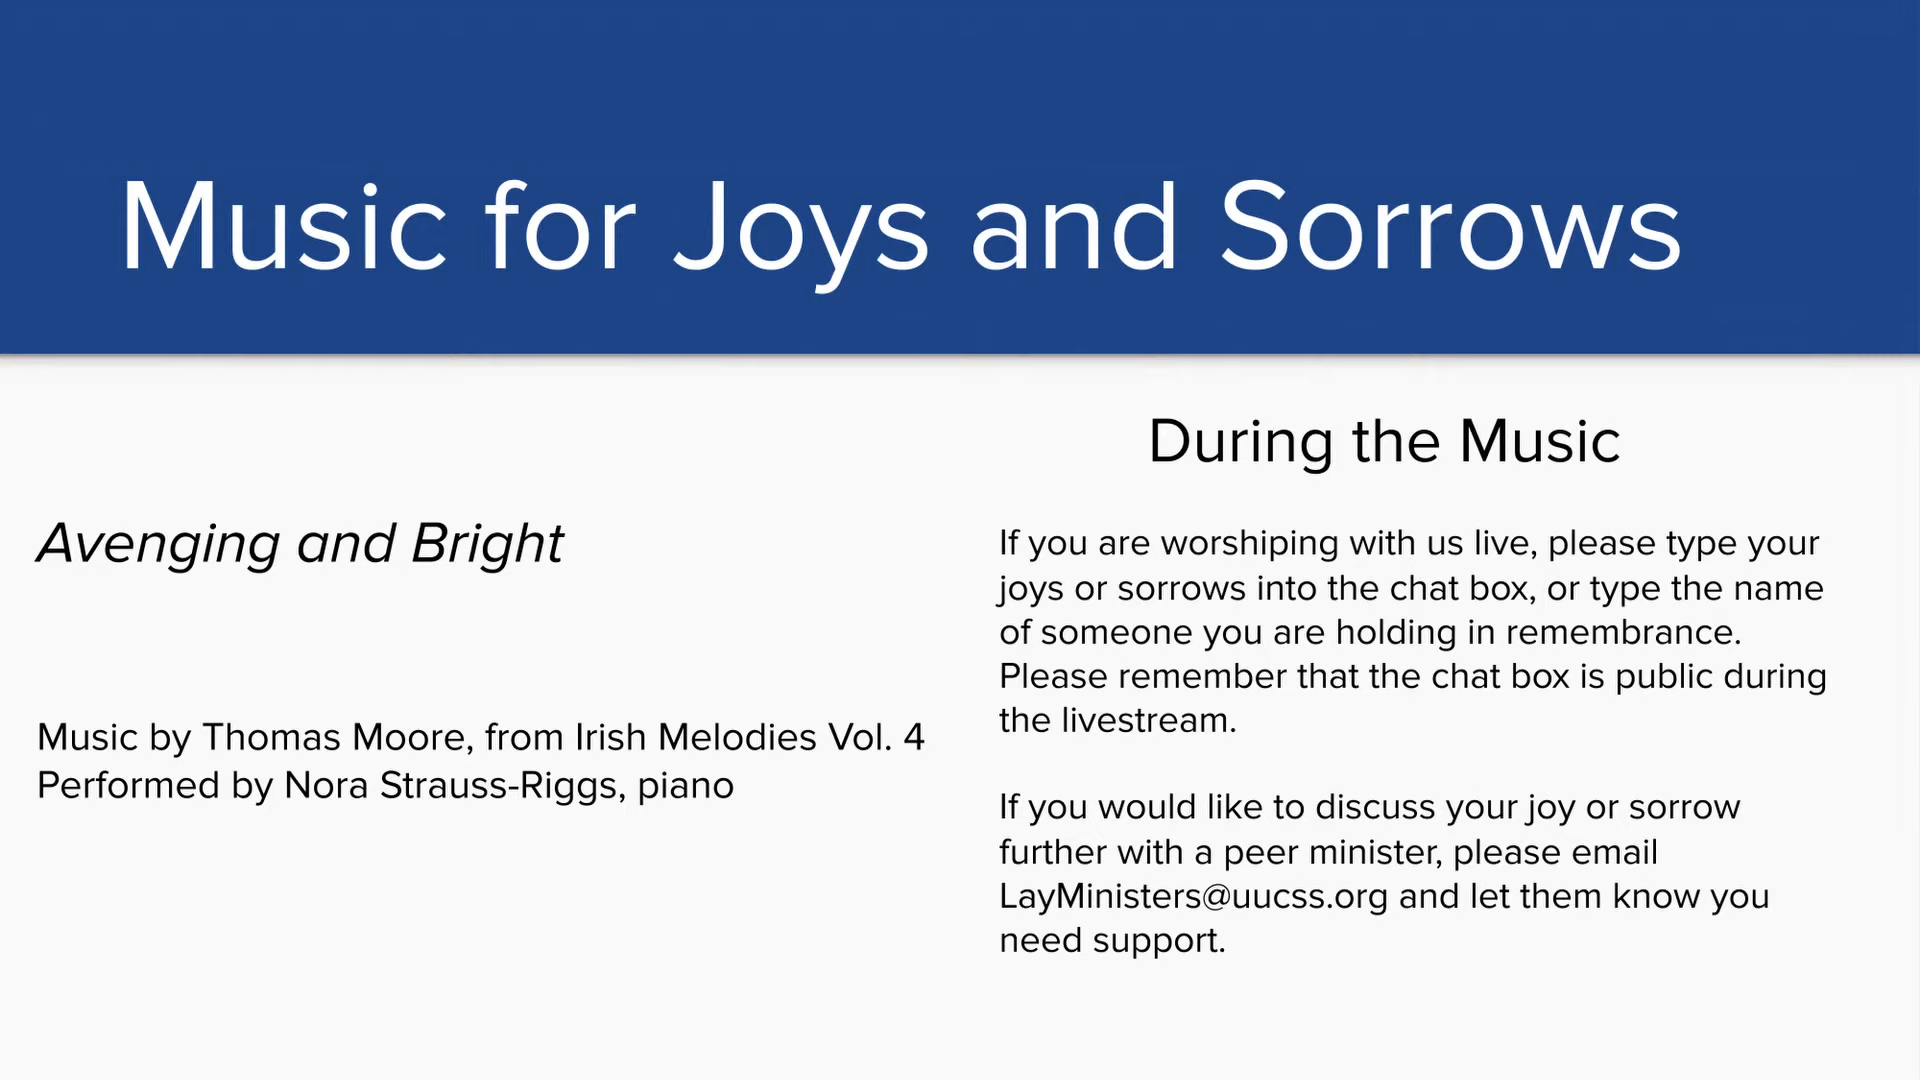 Music for Joys and Sorrows
Avenging and Bright
Music by Thomas Moore, from Irish Melodies Vol. 4
Performed by Nora Strauss-Riggs, piano
During the Music
If you are worshiping with us live, please type your
joys or sorrows into the chat box, or type the name
of someone you are holding in remembrance.
Please remember that the chat box is public during
the livestream.
If you would like to discuss your joy or sorrow
further with a peer minister, please email
LayMinisters@uucss.org and let them know you
need support.